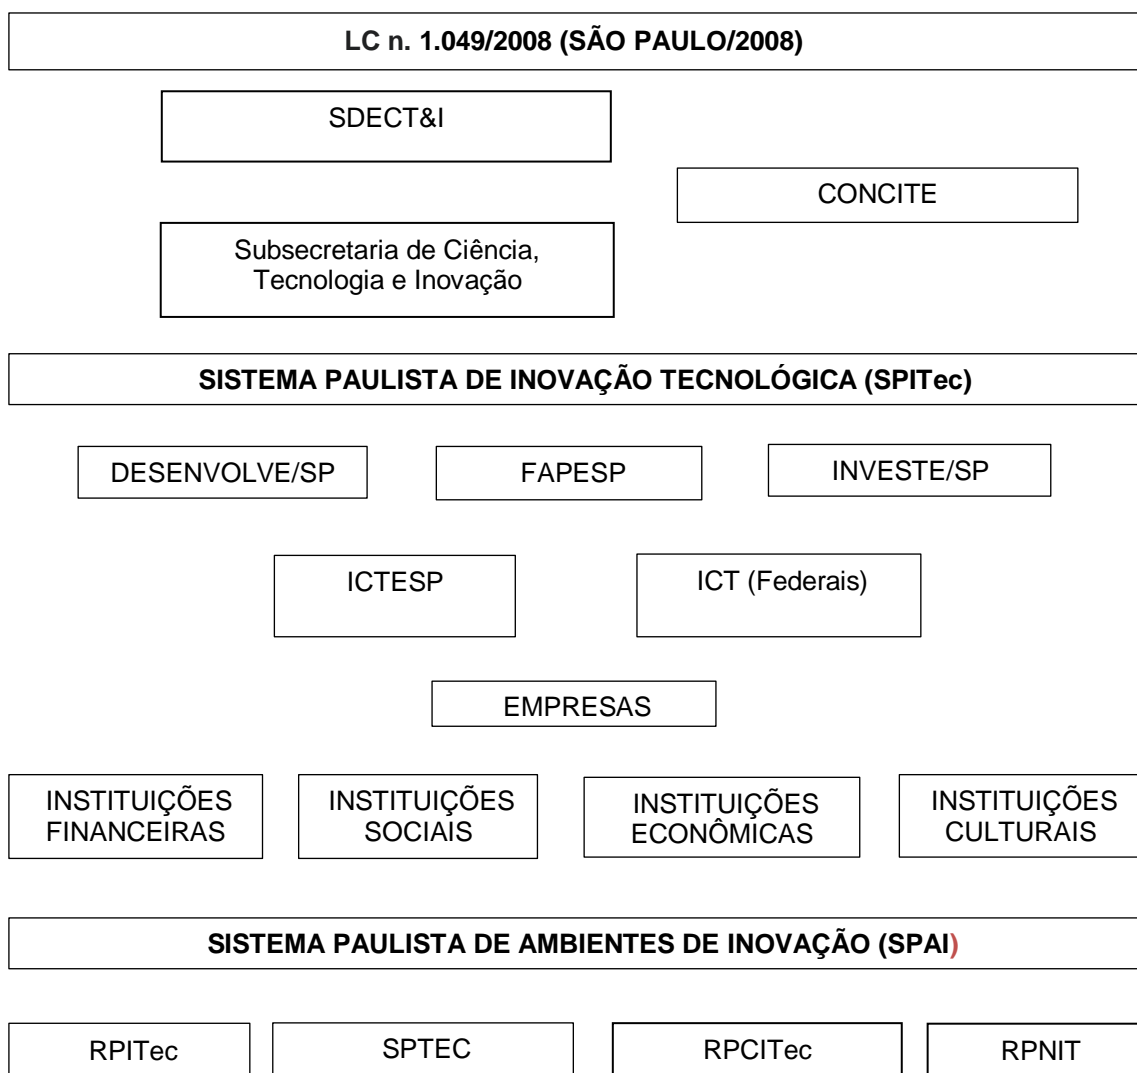 LC n. 1.049/2008 (SÃO PAULO/2008)
SDECT&I
CONCITE
Subsecretaria de Ciência,
Tecnologia e Inovação
SISTEMA PAULISTA DE INOVAÇÃO TECNOLÓGICA (SPITec)
DESENVOLVE/SP
FAPESP
INVESTE/SP
ICTESP
ICT (Federais)
EMPRESAS
INSTITUIÇÕES
FINANCEIRAS
INSTITUIÇÕES
SOCIAIS
INSTITUIÇÕES
ECONÔMICAS
INSTITUIÇÕES
CULTURAIS
SISTEMA PAULISTA DE AMBIENTES DE INOVAÇÃO (SPAI)
RPITec
SPTEC
RPCITec
RPNIT